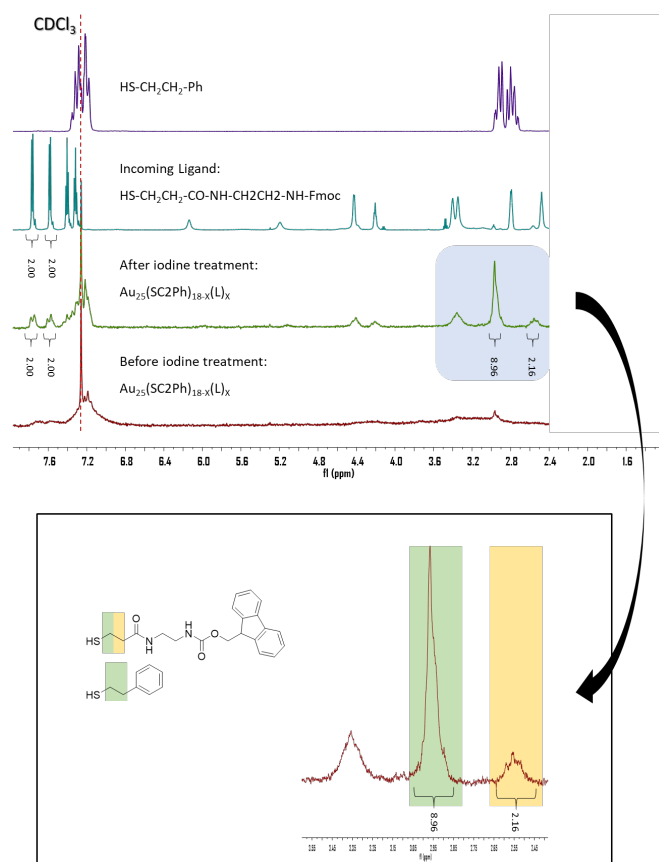 CDCl3
HS-CH2CH2-Ph
Incoming Ligand:
HS-CH2CH2-CO-NH-CH2CH2-NH-Fmoc
2.00
2.00
After iodine treatment:
Au25(SC2Ph)18-X(L)X
2.00
2.00
8.96
2.16
Before iodine treatment:
Au25(SC2Ph)18-X(L)X
7.6
7.2
6.8
6.4
6.0
5.6
5.2
4.8
4.4
4.0
3.6
3.2
2.8
2.4
2.0
1.6
1.2
f1 (ppm)
O
HS
N
H
H
N
O
O
HS
8.96
2.16
f1 (ppm)